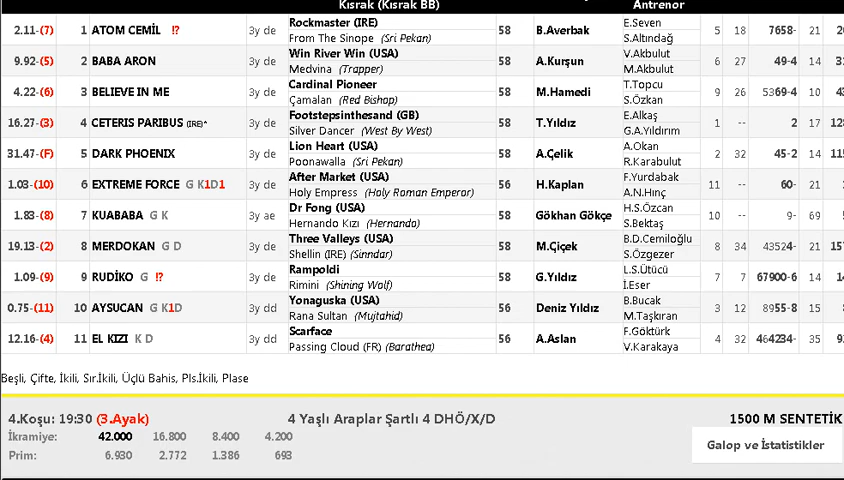 Kısrak (Kısrak BB) Antrenör
2.11-(7) 1 ATOM CEMİL !? 3y de Rockmaster (IRE) 58 B.Averbak E.Seven 5 18 7658- 21
From The Sinope (Sri Pekan) S.Altındağ
9.92-(5) 2 BABA ARON 3y de Win River Win (USA) 58 A.Kurşun V.Akbulut 6 27 49-4 14
Medvina (Trapper) M.Akbulut
4.22-(6) 3 BELIEVE IN ME 3y de Cardinal Pioneer 58 M.Hamedi T.Topcu 9 26 5369-4 10
Çamalan (Red Bishop) S.Özkan
16.27-(3) 4 CETERIS PARIBUS (IRE)* 3y de Footstepsinthesand (GB) 58 T.Yıldız E.Alkaş 1 -- 2 17
Silver Dancer (West By West) G.A.Yıldırım
31.47-(F) 5 DARK PHOENIX 3y de Lion Heart (USA) 58 A.Çelik A.Okan 2 32 45-2 14
Poonawalla (Sri Pekan) R.Karabulut
1.03-(10) 6 EXTREME FORCE G K1D1 3y de After Market (USA) 56 H.Kaplan F.Yurdabak 11 -- 60- 21
Holy Empress (Holy Roman Emperor) A.N.Hınç
1.83-(8) 7 KUABABA G K 3y ae Dr Fong (USA) 58 Gökhan Gökçe H.S.Özcan 10 -- 9- 69
Hernando Kızı (Hernando) S.Bektaş
19.13-(2) 8 MERDOKAN G D 3y de Three Valleys (USA) 58 M.Çiçek B.D.Cemiloğlu 8 34 43524- 21
Shellin (IRE) (Sinndar) S.Özgezer
1.09-(9) 9 RUDİKO G !? 3y de Rampoldi 58 G.Yıldız L.S.Ütücü 7 7 67900-6 14
Rimini (Shining Wolf) İ.Eser
0.75-(11) 10 AYSUCAN G K1D 3y dd Yonaguska (USA) 56 Deniz Yıldız B.Bucak 3 12 8955-8 15
Rana Sultan (Mujtahid) M.Taşkıran
12.16-(4) 11 EL KIZI K D 3y dd Scarface 56 A.Aslan F.Göktürk 4 32 464234- 35
Passing Cloud (FR) (Barathea) V.Karakaya
Beşli, Çifte, İkili, Sır.İkili, Üçlü Bahis, Pls.İkili, Plase
4.Koşu: 19:30 (3.Ayak) 4 Yaşlı Araplar Şartlı 4 DHÖ/X/D 1500 M SENTETİK
İkramiye: 42.000 16.800 8.400 4.200 Galop ve İstatistikler
Prim: 6.930 2.772 1.386 693